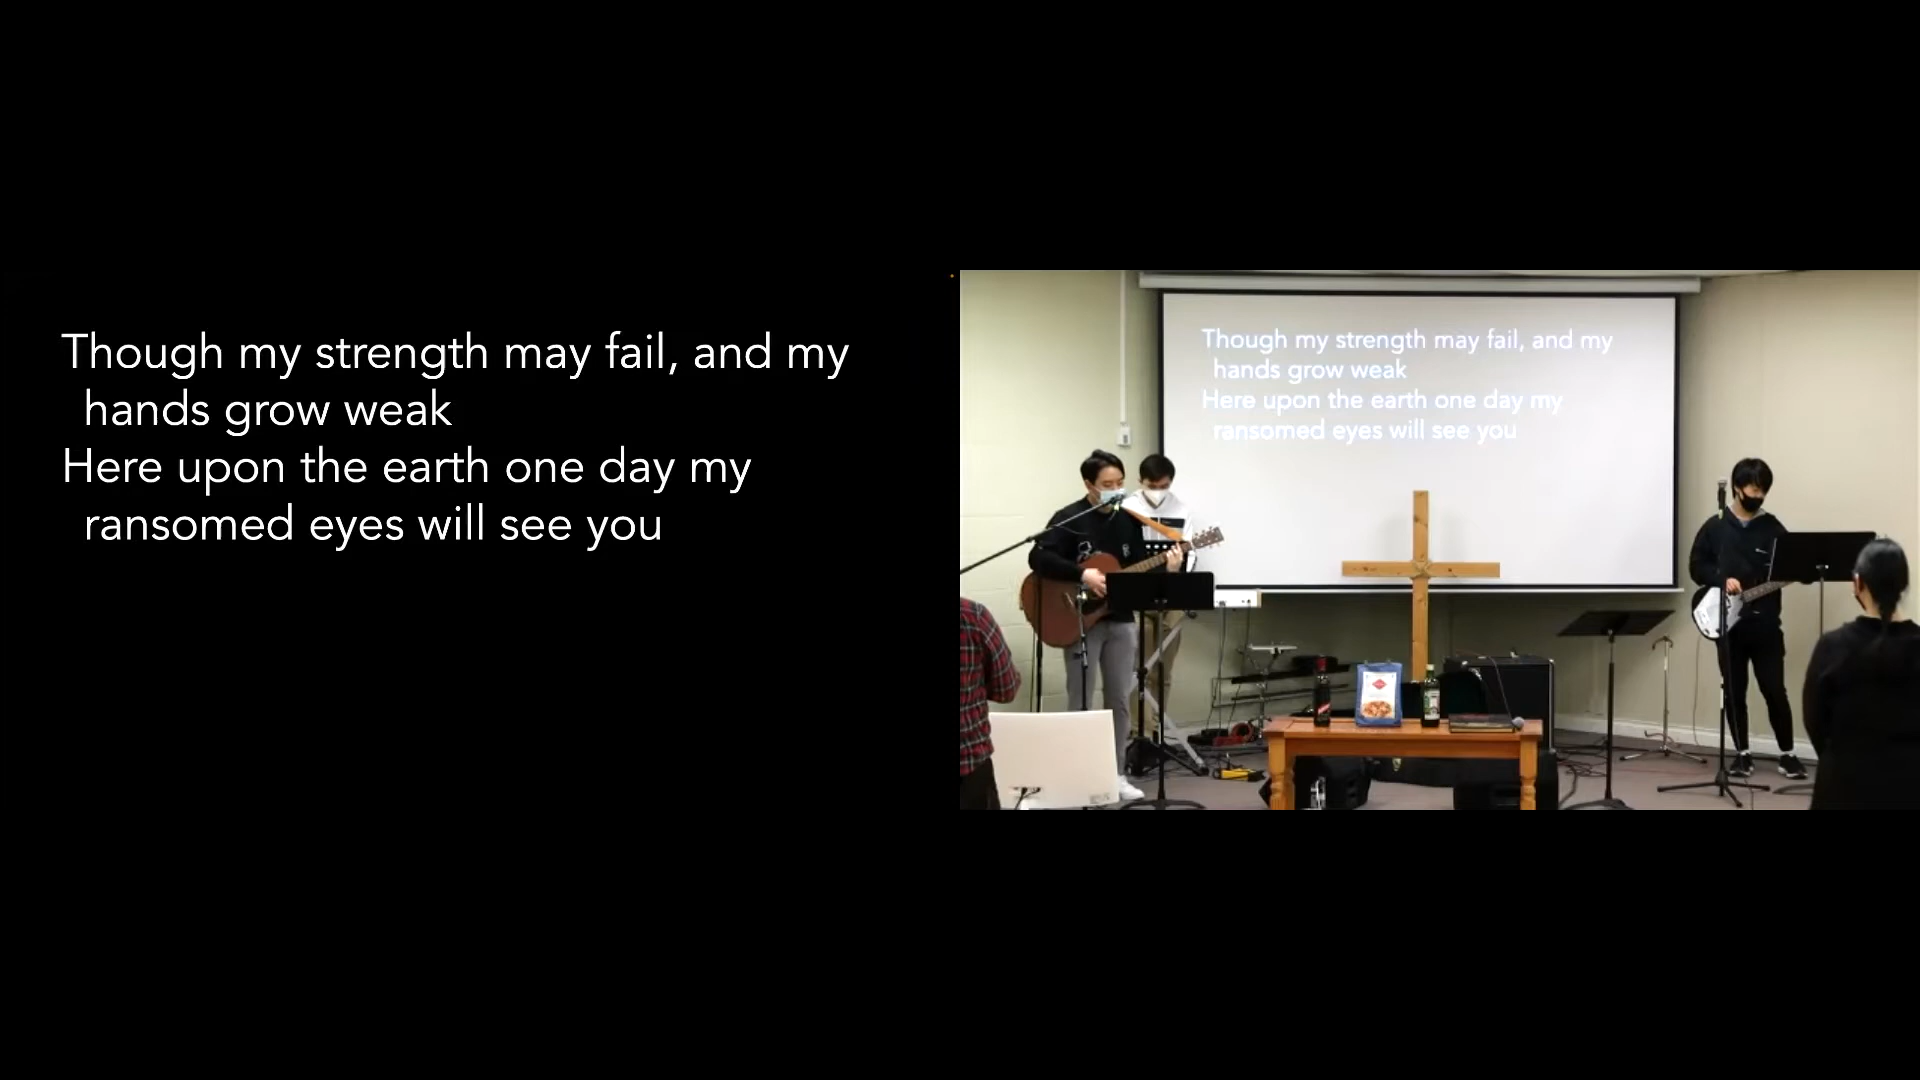 Though my strength may fail, and my
hands grow weak
Here upon the earth one day my
ransomed eyes will see you
Though my strength may fail, and my
hands grow weak
Here upon the earth one day my
ransomed eyes will see you